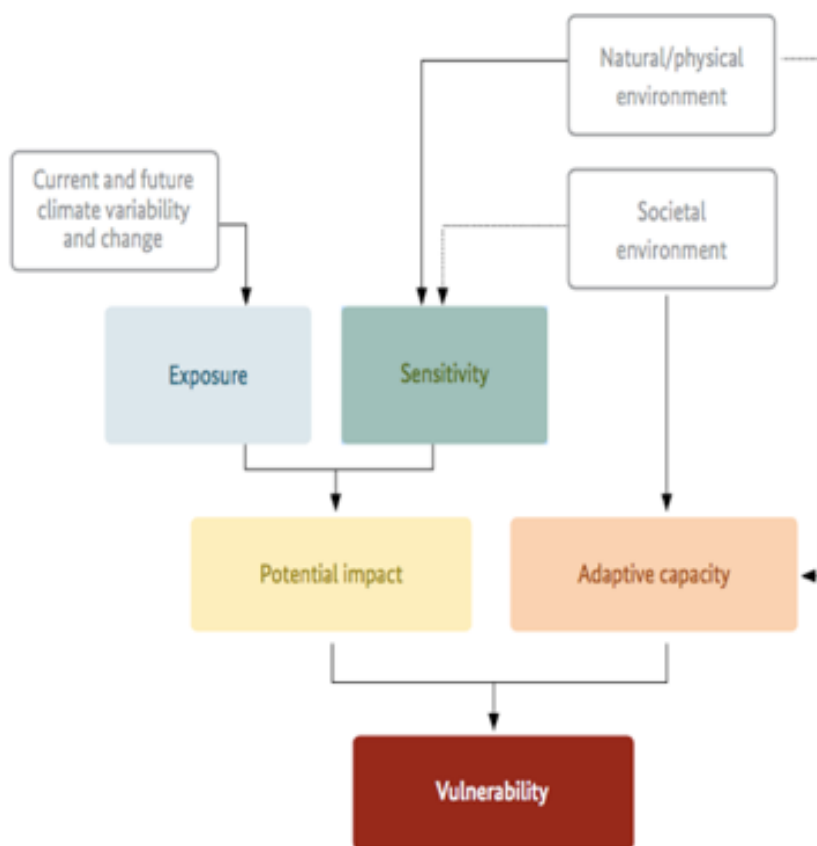 Natural/physical
environment
Current and future
climate variability
and change
Societal
environment
Exposure
Sensitivity
Potential impact
Adaptive capacity
Vulnerability